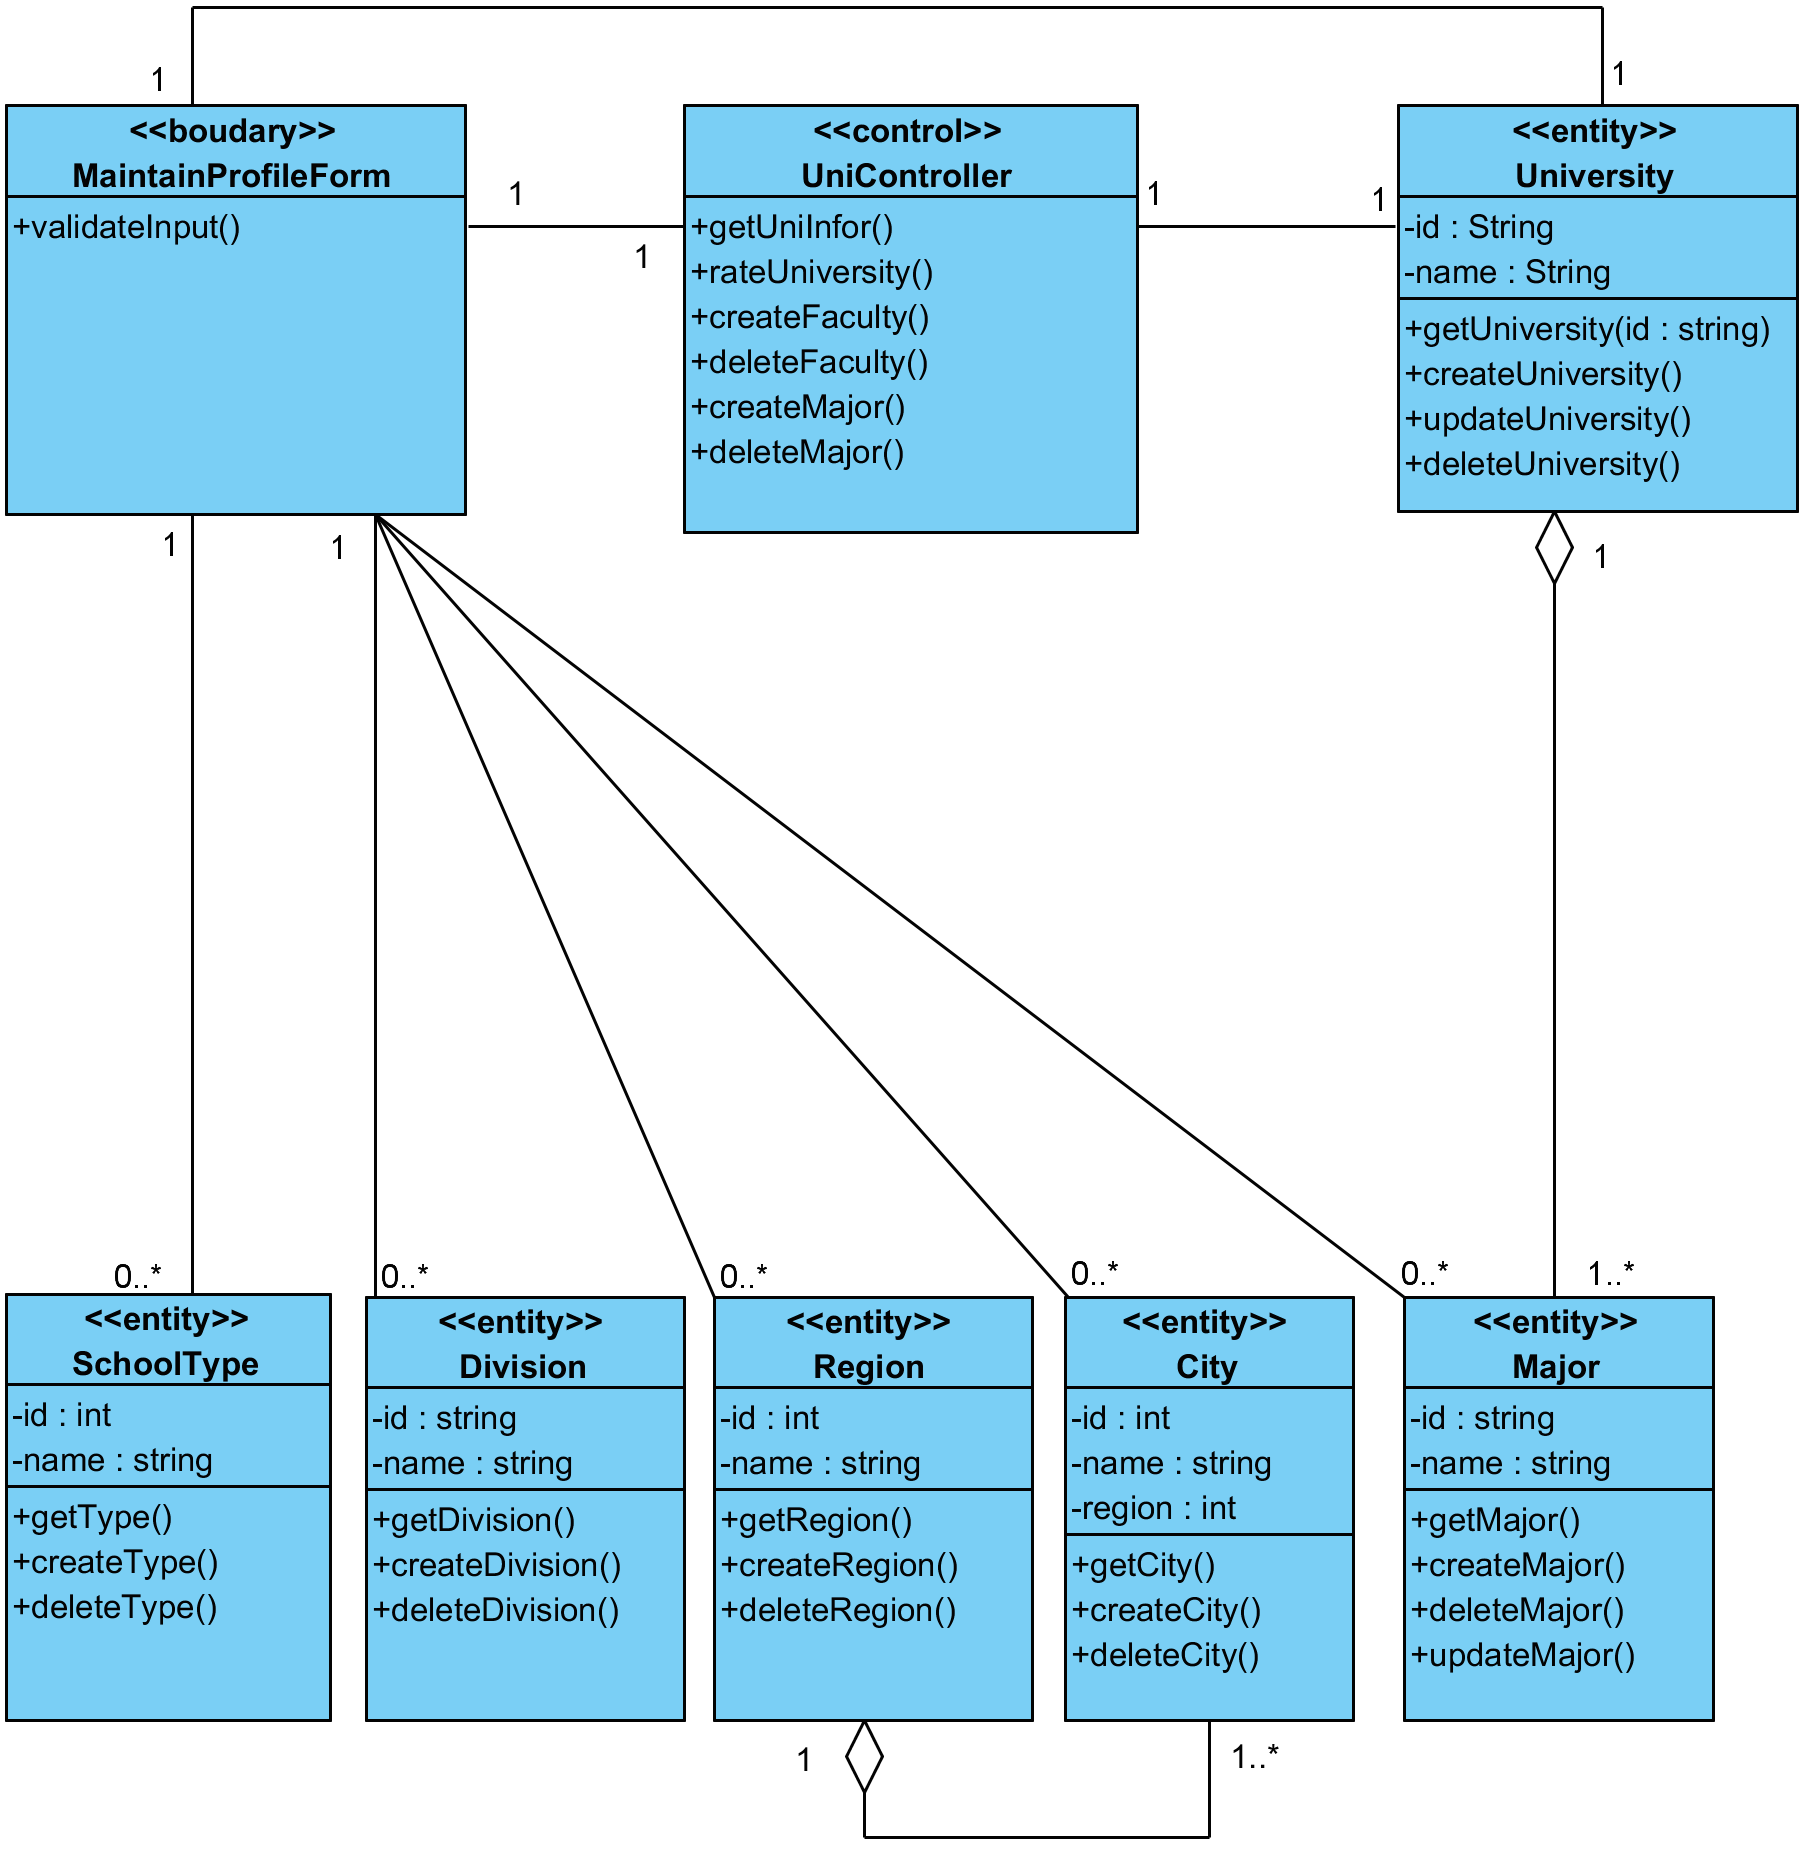 1
1
<<boudary>>
MaintainProfileForm
+validateInput()
1
1
<<control>>
UniController
+getUniInfor()
+rateUniversity()
+createFaculty()
+deleteFaculty()
+createMajor()
+deleteMajor()
1
1
<<entity>>
University
-id : String
-name : String
+getUniversity(id : string)
+createUniversity()
+updateUniversity()
+deleteUniversity()
1
1
1
0..*
0..*
0..*
0..*
0..*
1..*
<<entity>>
SchoolType
-id : int
-name : string
+getType()
+createType()
+deleteType()
<<entity>>
Division
-id : string
-name : string
+getDivision()
+createDivision()
+deleteDivision()
<<entity>>
Region
-id : int
-name : string
+getRegion()
+createRegion()
+deleteRegion()
<<entity>>
City
-id : int
-name : string
-region : int
+getCity()
+createCity()
+deleteCity()
<<entity>>
Major
-id : string
-name : string
+getMajor()
+createMajor()
+deleteMajor()
+updateMajor()
1
1..*